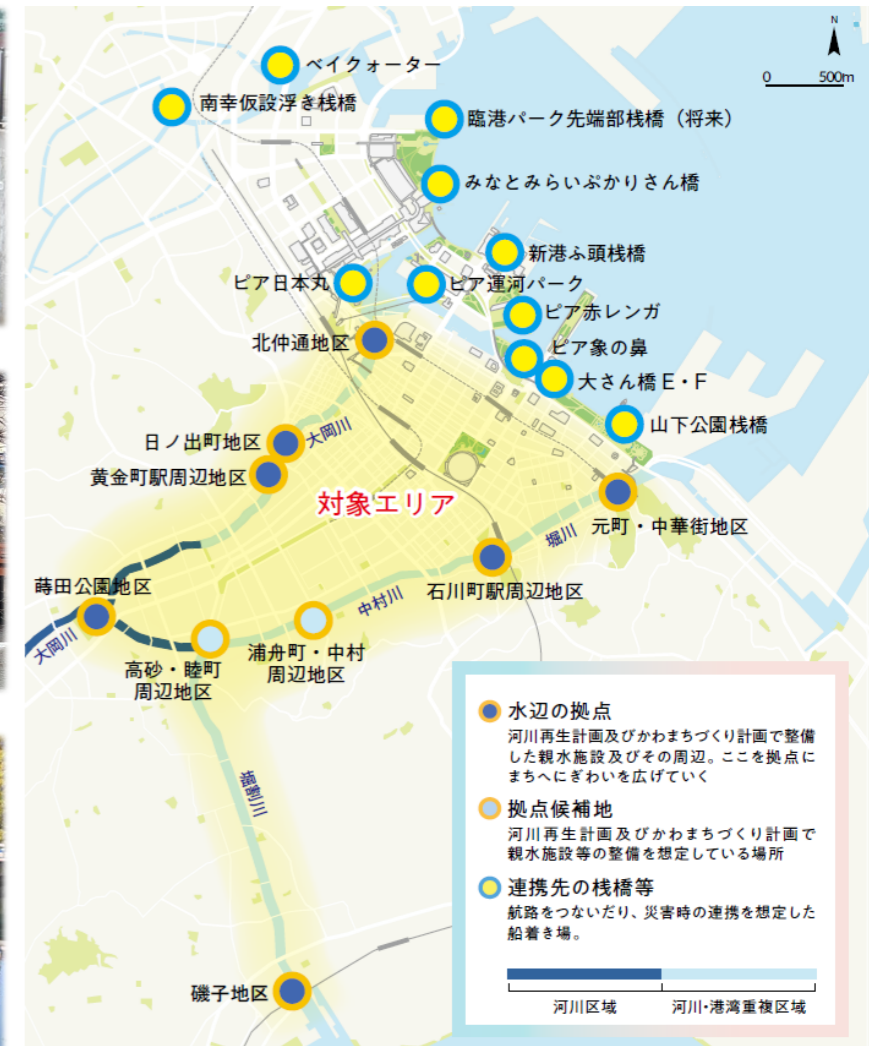 N
0 500m
ベイクォーター
南幸仮設浮き桟橋
臨港パーク先端部桟橋（将来）
みなとみらいぷかりさん橋
新港ふ頭桟橋
ピア日本丸
ピア運河パーク
ピア赤レンガ
北仲通地区
ピア象の鼻
大さん橋 E・F
山下公園桟橋
日ノ出町地区
大岡川
黄金町駅周辺地区
対象エリア
元町・中華街地区
堀川
石川町駅周辺地区
蒔田公園地区
中村川
大岡川
高砂・睦町
周辺地区
浦舟町・中村
周辺地区
堀割川
磯子地区
水辺の拠点
河川再生計画及びかわまちづくり計画で整備
した親水施設及びその周辺。ここを拠点に
まちへにぎわいを広げていく
拠点候補地
河川再生計画及びかわまちづくり計画で
親水施設等の整備を想定している場所
連携先の桟橋等
航路をつないだり、災害時の連携を想定した
船着き場。
河川区域
河川・港湾重複区域